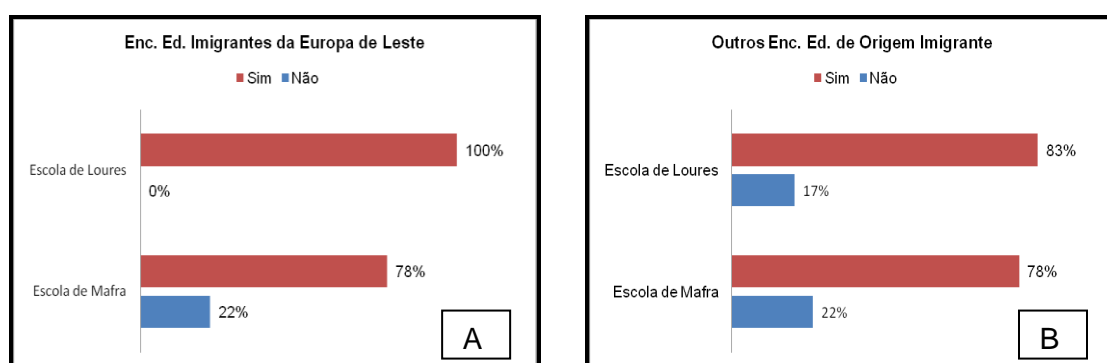 Enc. Ed. Imigrantes da Europa de Leste
Sim Não
Escola de Loures
100%
0%
Escola de Mafra
78%
22%
A
Outros Enc. Ed. de Origem Imigrante
Sim Não
Escola de Loures
83%
17%
Escola de Mafra
78%
22%
B